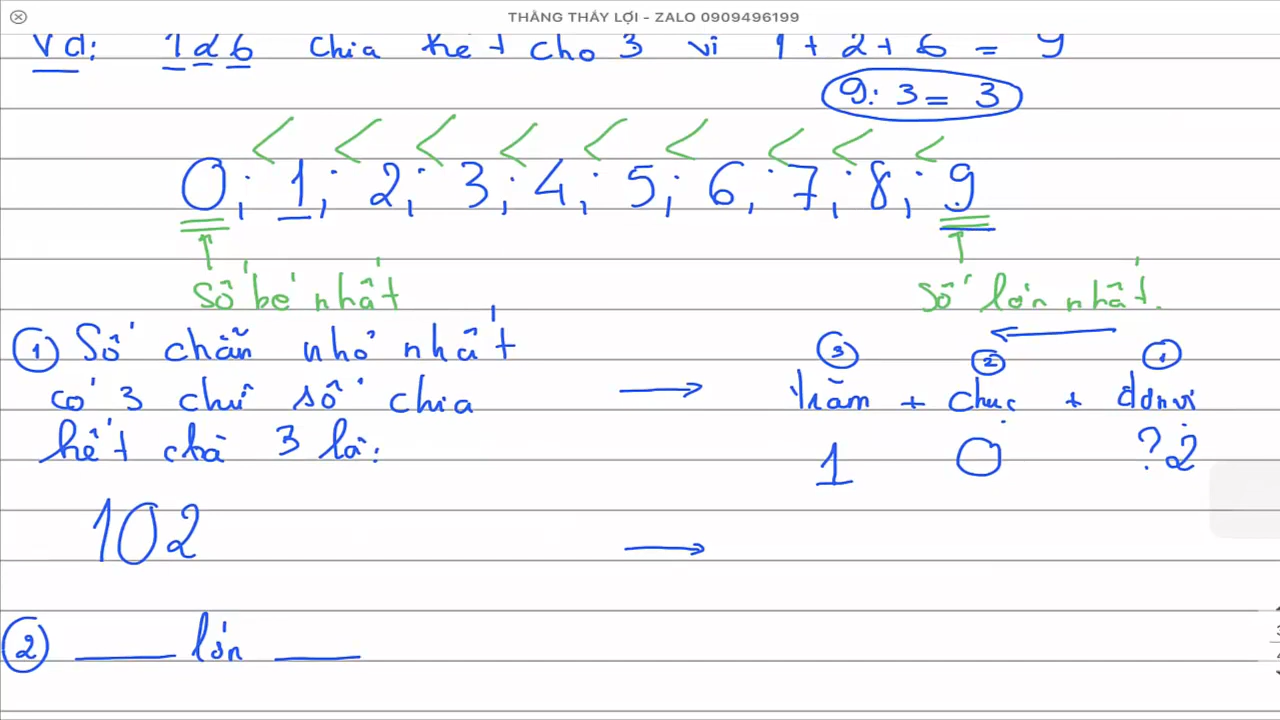 THẮNG THẦY LỢI - ZALO 0909496199
Vd: 126 chia hết cho 3 vì 1 + 2 + 6 = 9
9 : 3 = 3
< < < < < < < < <
0; 1; 2; 3; 4; 5; 6; 7; 8; 9
số bé nhất số lớn nhất.
① Số chẵn nhỏ nhất
có 3 chữ số chia
hết cho 3 là:
③ ② ①
trăm + chục + đơn vị
1 0 ? 2
102
② lớn